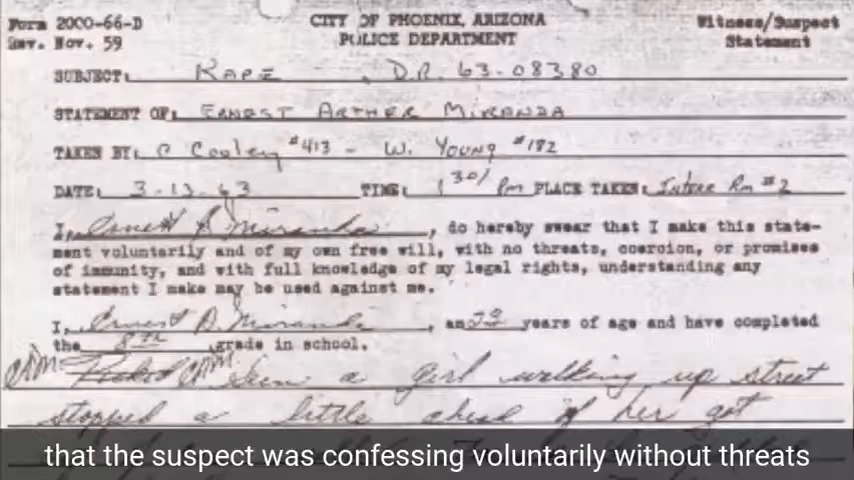 Form 2000-66-D
Rev. Nov. 59
CITY OF PHOENIX, ARIZONA
POLICE DEPARTMENT
Witness/Suspect
Statement
SUBJECT: RAPE D.R. 63-08380
STATEMENT OF: ERNEST ARTHER MIRANDA
TAKEN BY: C Cooley #413 - W. YOUNG #182
DATE: 3-13-63 TIME: 1 30/ Pm PLACE TAKEN: Interr Rm #2
I, Ernest A. Miranda, do hereby swear that I make this state-
ment voluntarily and of my own free will, with no threats, coercion, or promises
of immunity, and with full knowledge of my legal rights, understanding any
statement I make may be used against me.
I, Ernest A. Miranda, am 23 years of age and have completed
the 8th grade in school.
EAM EAM Seen a girl walking up street
stopped a little ahead of her got
that the suspect was confessing voluntarily without threats